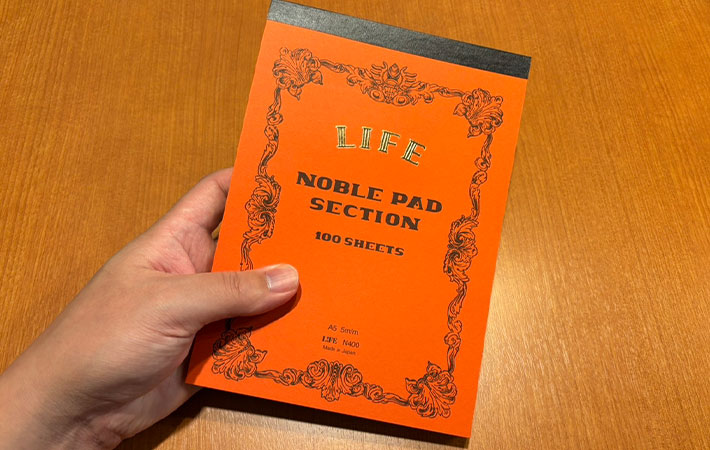 LIFE
NOBLE PAD
SECTION
100 SHEETS
A5 5m/m
LIFE N400
Made in Japan